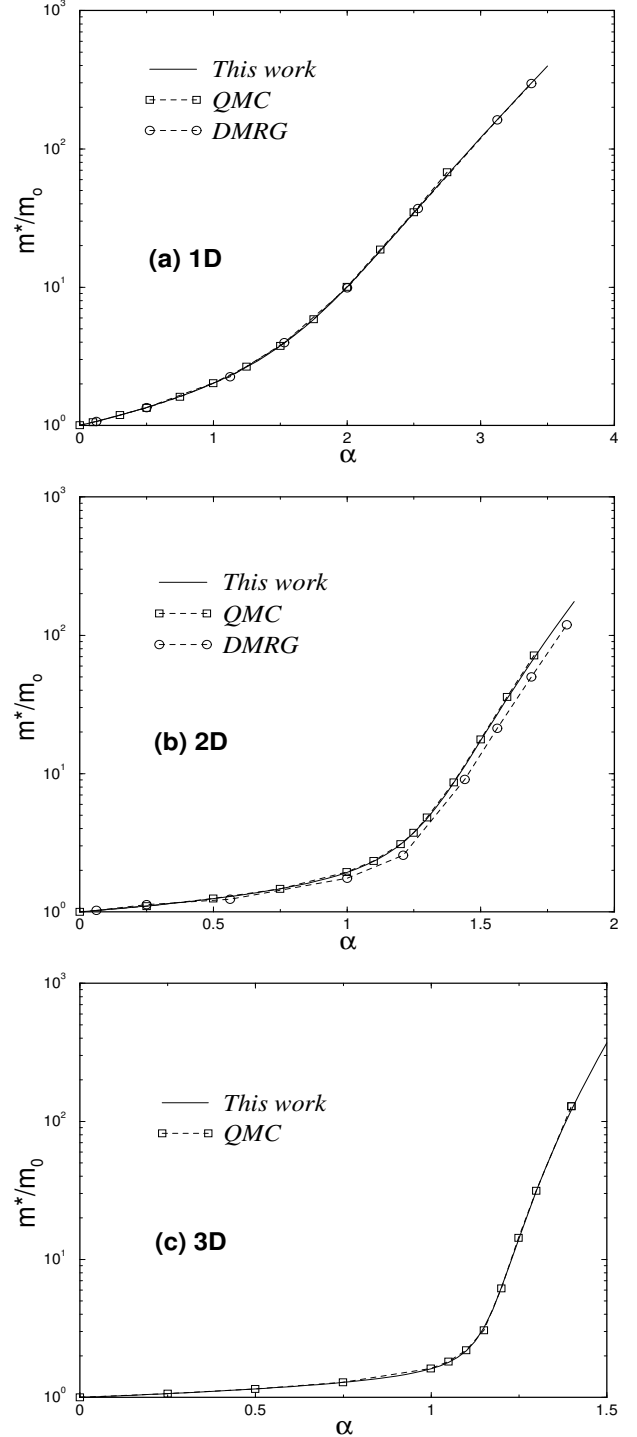 10³
This work
QMC
DMRG
10²
m*/mₒ
(a) 1D
10¹
10⁰
0 1 2 3 4
α
10³
This work
QMC
DMRG
10²
m*/mₒ
(b) 2D
10¹
10⁰
0 0.5 1 1.5 2
α
10³
This work
10²
QMC
m*/m₀
(c) 3D
10¹
10⁰
0 0.5 1 1.5
α